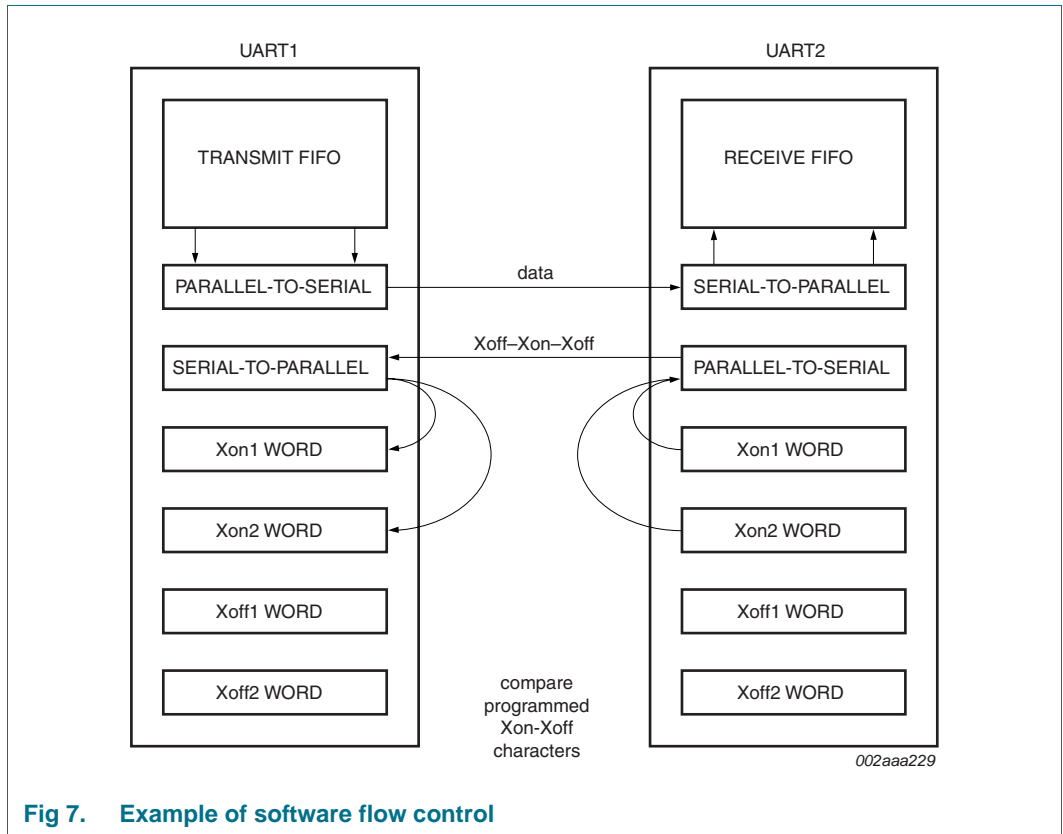 UART1
UART2
TRANSMIT FIFO
RECEIVE FIFO
PARALLEL-TO-SERIAL
data
SERIAL-TO-PARALLEL
Xoff–Xon–Xoff
SERIAL-TO-PARALLEL
PARALLEL-TO-SERIAL
Xon1 WORD
Xon1 WORD
Xon2 WORD
Xon2 WORD
Xoff1 WORD
Xoff1 WORD
Xoff2 WORD
Xoff2 WORD
compare
programmed
Xon-Xoff
characters
002aaa229
Fig 7. Example of software flow control